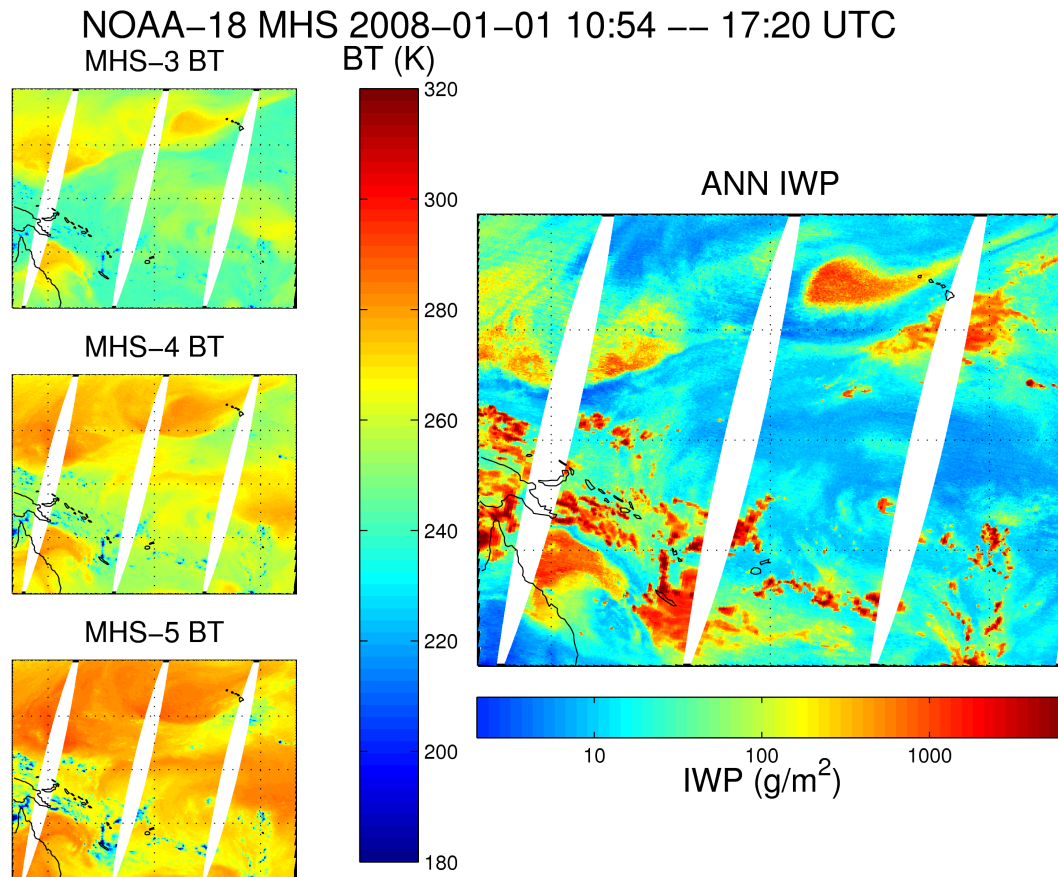 NOAA−18 MHS 2008−01−01 10:54 −− 17:20 UTC
MHS−3 BT
BT (K)
320
300
280
260
240
220
200
180
MHS−4 BT
MHS−5 BT
ANN IWP
10
100
1000
IWP (g/m²)